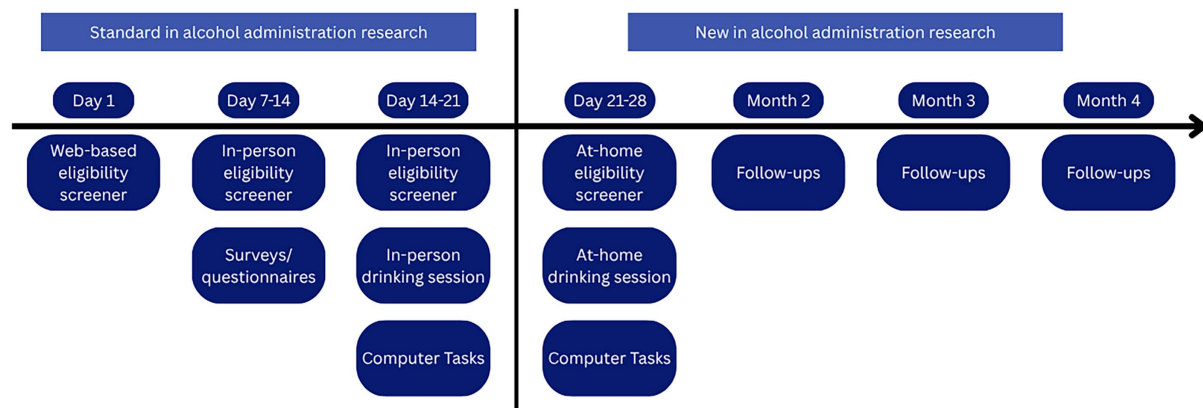 Standard in alcohol administration research
New in alcohol administration research
Day 1
Day 7-14
Day 14-21
Day 21-28
Month 2
Month 3
Month 4
Web-based
eligibility
screener
In-person
eligibility
screener
In-person
eligibility
screener
At-home
eligibility
screener
Follow-ups
Follow-ups
Follow-ups
Surveys/
questionnaires
In-person
drinking session
At-home
drinking session
Computer Tasks
Computer Tasks